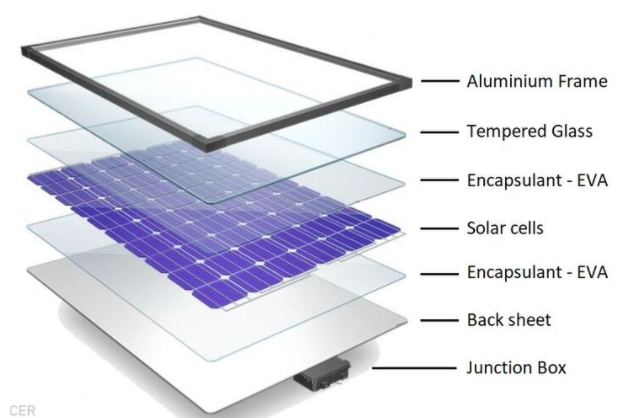 Aluminium Frame
Tempered Glass
Encapsulant - EVA
Solar cells
Encapsulant - EVA
Back sheet
Junction Box
CER